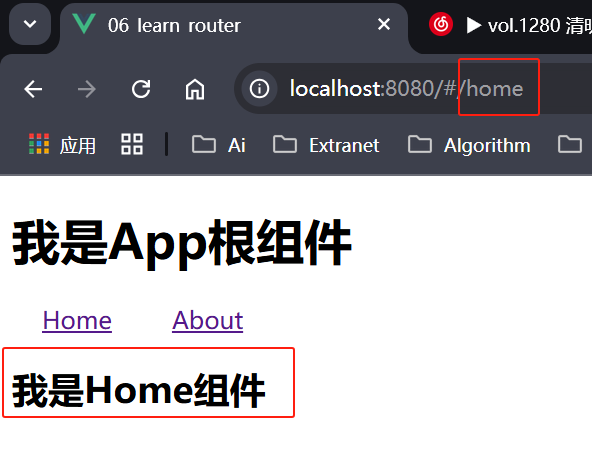 06 learn router
▶ vol.1280 清明
localhost:8080/#/home
应用
Ai
Extranet
Algorithm
我是App根组件
Home About
我是Home组件